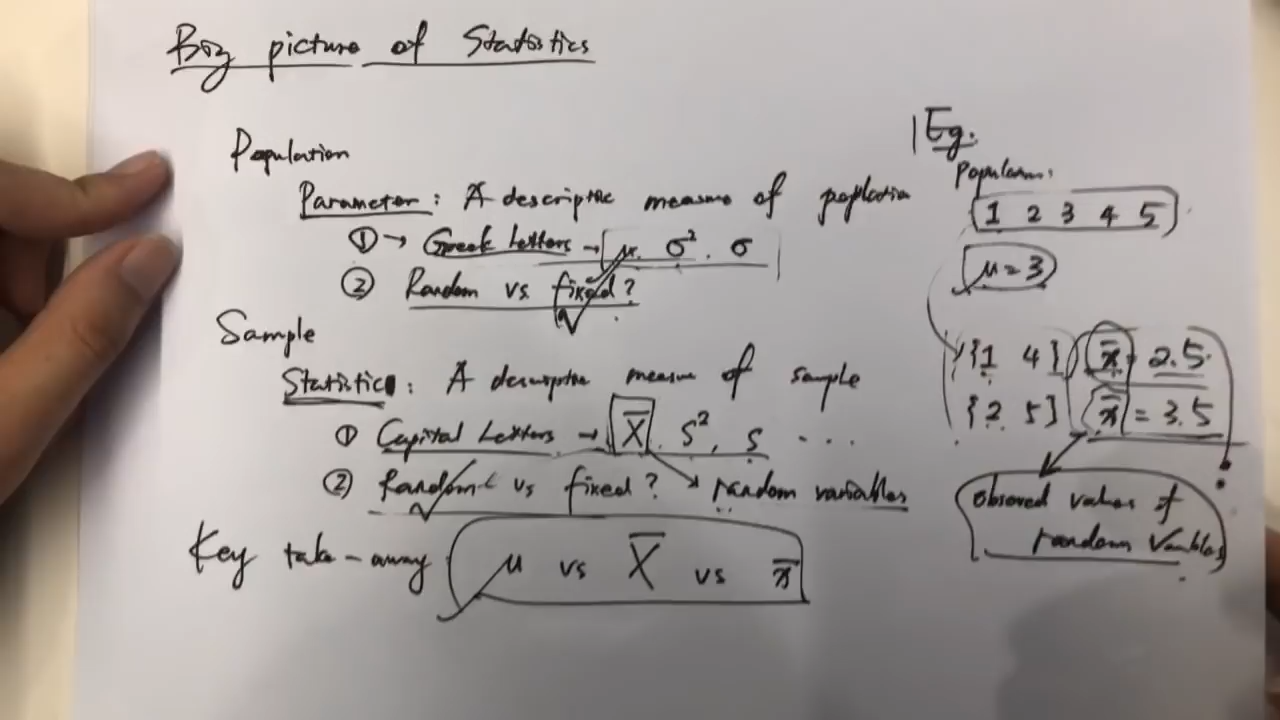 Big picture of Statistics
Population
Parameter: A descriptive measure of population
① → Greek letters → μ, σ², σ
② Random vs fixed?
Sample
Statistic: A descriptive measure of sample
① Capital Letters → X̅, S², S ...
② Random vs fixed? → random variables
Key take-away μ vs X̅ vs x̅
Eg.
Population:
1 2 3 4 5
μ = 3
{1 4} x̅ = 2.5
{2 5} x̅ = 3.5
observed values of
random variables